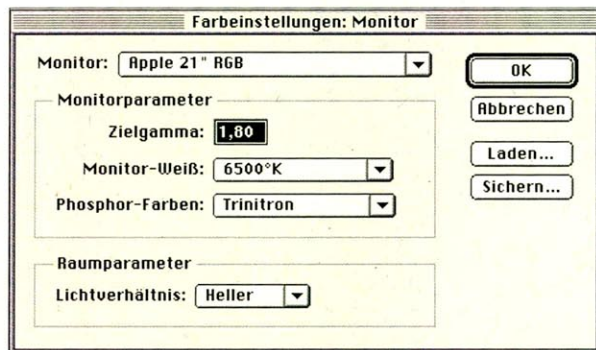 Farbeinstellungen: Monitor
Monitor: Apple 21" RGB
OK
Monitorparameter
Abbrechen
Zielgamma: 1,80
Laden...
Monitor-Weiß: 6500°K
Sichern...
Phosphor-Farben: Trinitron
Raumparameter
Lichtverhältnis: Heller